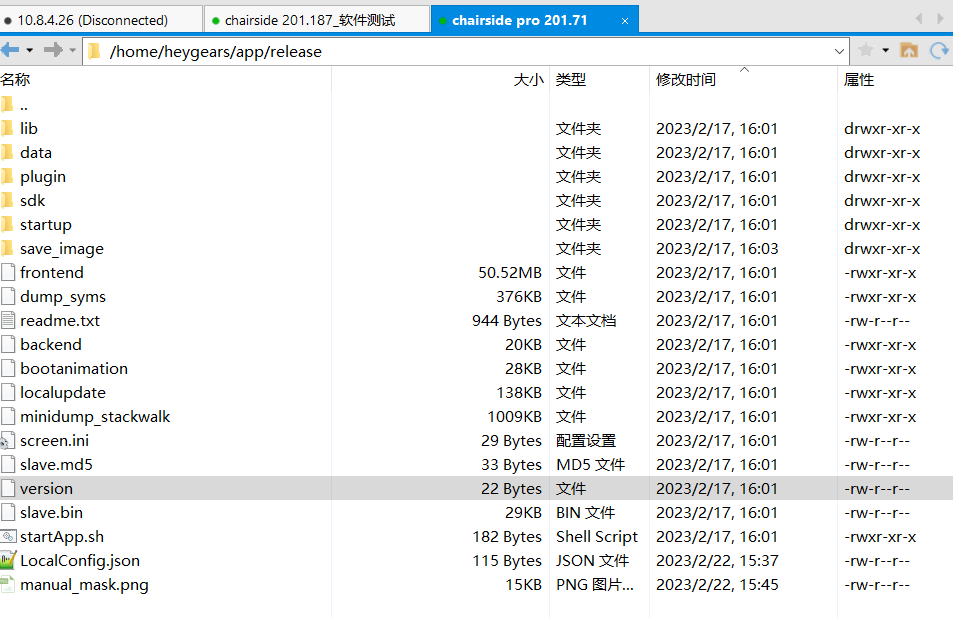 10.8.4.26 (Disconnected) chairside 201.187_软件测试 chairside pro 201.71 ×
/home/heygears/app/release
名称 大小 类型 修改时间 属性
..
lib 文件夹 2023/2/17, 16:01 drwxr-xr-x
data 文件夹 2023/2/17, 16:01 drwxr-xr-x
plugin 文件夹 2023/2/17, 16:01 drwxr-xr-x
sdk 文件夹 2023/2/17, 16:01 drwxr-xr-x
startup 文件夹 2023/2/17, 16:01 drwxr-xr-x
save_image 文件夹 2023/2/17, 16:03 drwxr-xr-x
frontend 50.52MB 文件 2023/2/17, 16:01 -rwxr-xr-x
dump_syms 376KB 文件 2023/2/17, 16:01 -rwxr-xr-x
readme.txt 944 Bytes 文本文档 2023/2/17, 16:01 -rw-r--r--
backend 20KB 文件 2023/2/17, 16:01 -rwxr-xr-x
bootanimation 28KB 文件 2023/2/17, 16:01 -rwxr-xr-x
localupdate 138KB 文件 2023/2/17, 16:01 -rwxr-xr-x
minidump_stackwalk 1009KB 文件 2023/2/17, 16:01 -rwxr-xr-x
screen.ini 29 Bytes 配置设置 2023/2/17, 16:01 -rw-r--r--
slave.md5 33 Bytes MD5 文件 2023/2/17, 16:01 -rw-r--r--
version 22 Bytes 文件 2023/2/17, 16:01 -rw-r--r--
slave.bin 29KB BIN 文件 2023/2/17, 16:01 -rw-r--r--
startApp.sh 182 Bytes Shell Script 2023/2/17, 16:01 -rwxr-xr-x
LocalConfig.json 115 Bytes JSON 文件 2023/2/22, 15:37 -rw-r--r--
manual_mask.png 15KB PNG 图片... 2023/2/22, 15:45 -rw-r--r--